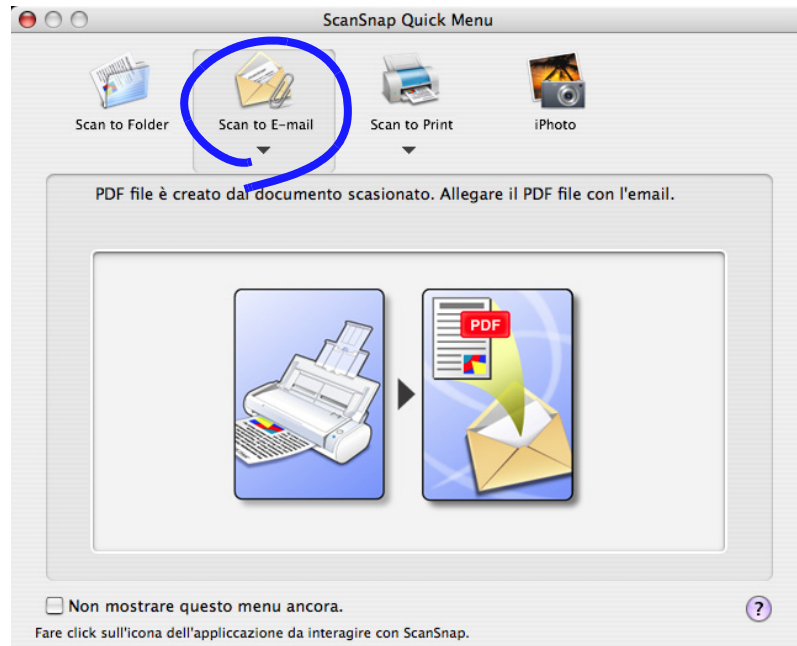 ScanSnap Quick Menu
Scan to Folder
Scan to E-mail
Scan to Print
iPhoto
PDF file è creato dal documento scasionato. Allegare il PDF file con l'email.
PDF
Non mostrare questo menu ancora.
?
Fare click sull'icona dell'appliccazione da interagire con ScanSnap.